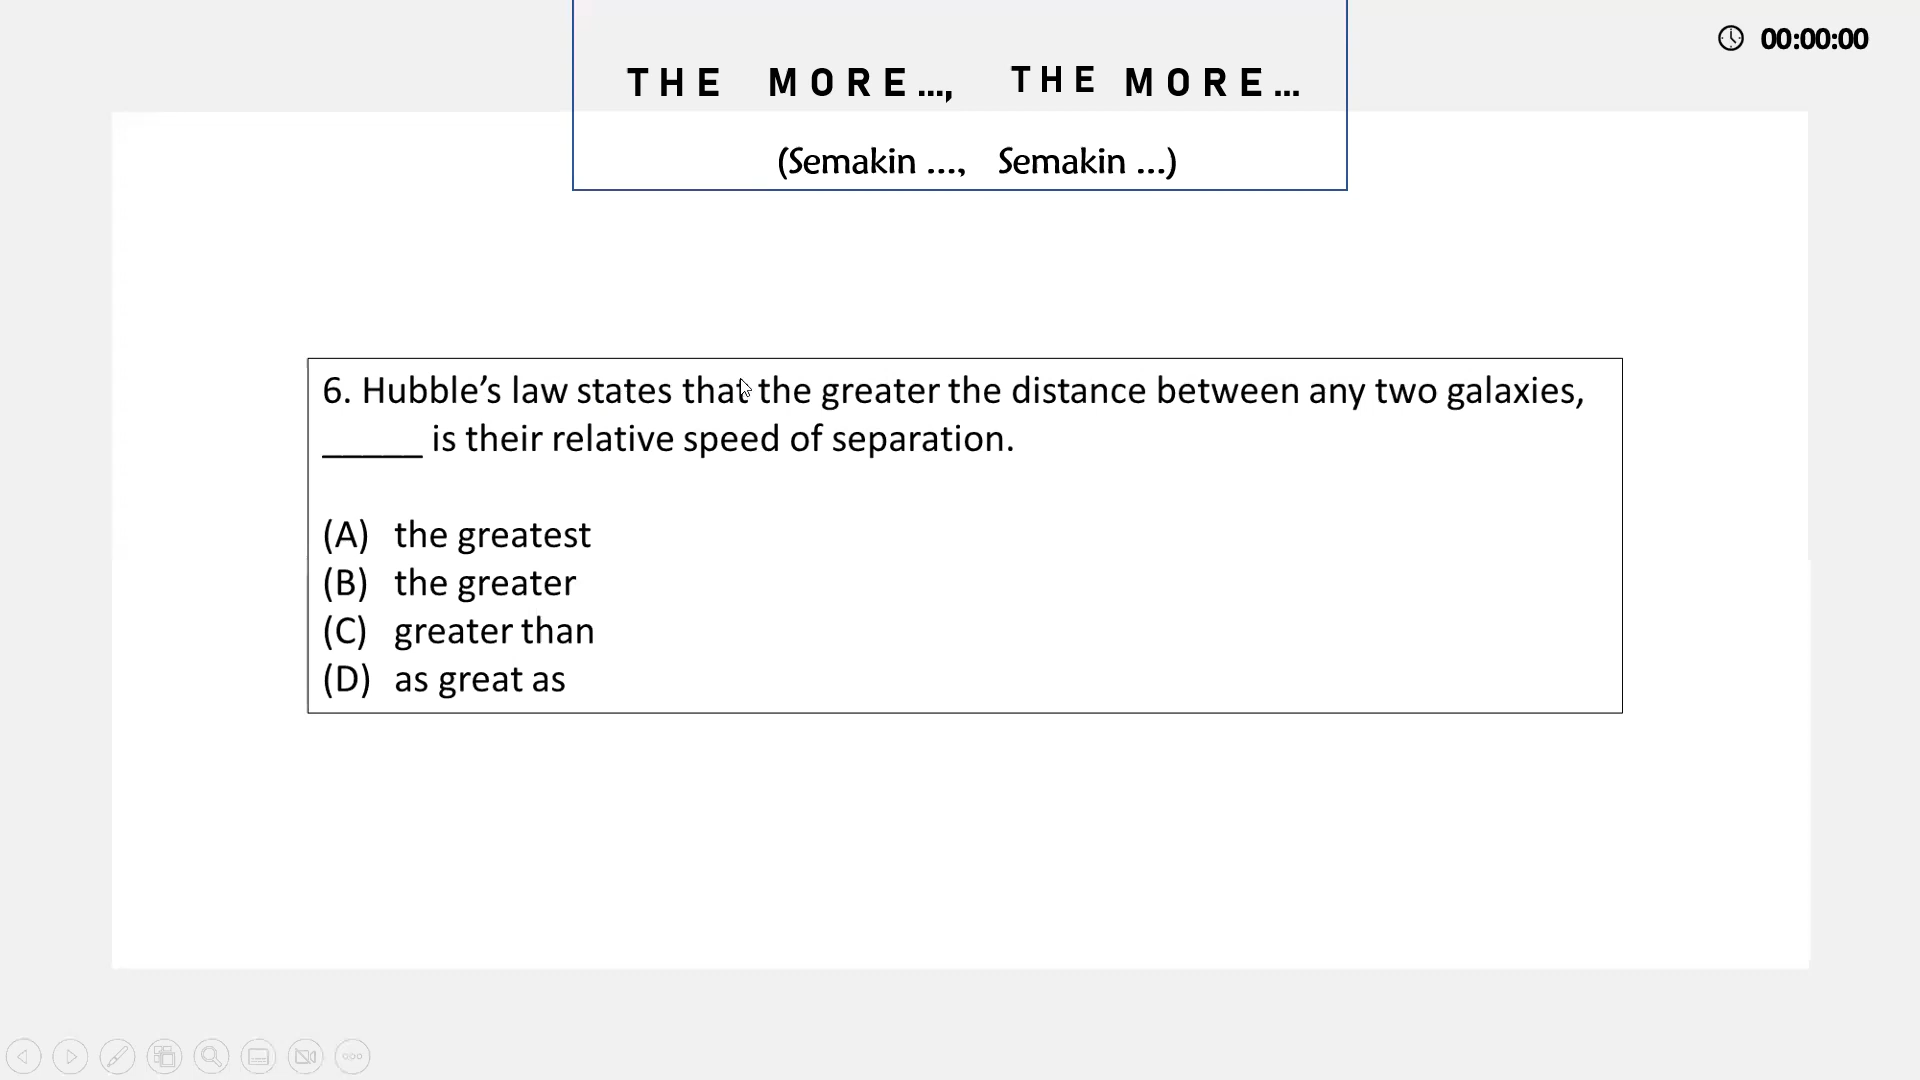 00:00:00
THE MORE…, THE MORE…
(Semakin …, Semakin …)
6. Hubble’s law states that the greater the distance between any two galaxies,
_____ is their relative speed of separation.
(A) the greatest
(B) the greater
(C) greater than
(D) as great as